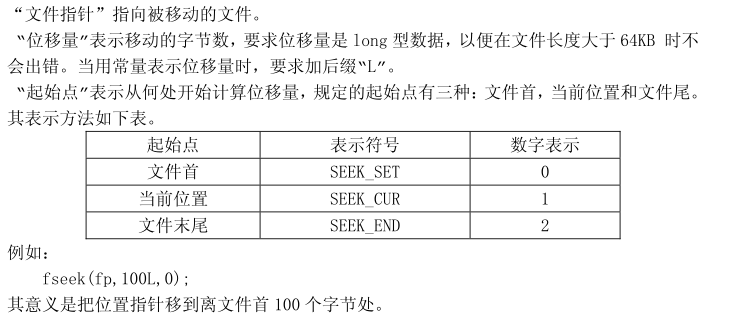 “文件指针”指向被移动的文件。
“位移量”表示移动的字节数，要求位移量是 long 型数据，以便在文件长度大于 64KB 时不
会出错。当用常量表示位移量时，要求加后缀“L”。
“起始点”表示从何处开始计算位移量，规定的起始点有三种：文件首，当前位置和文件尾。
其表示方法如下表。
起始点 表示符号 数字表示
文件首 SEEK_SET 0
当前位置 SEEK_CUR 1
文件末尾 SEEK_END 2
例如：
fseek(fp,100L,0);
其意义是把位置指针移到离文件首 100 个字节处。